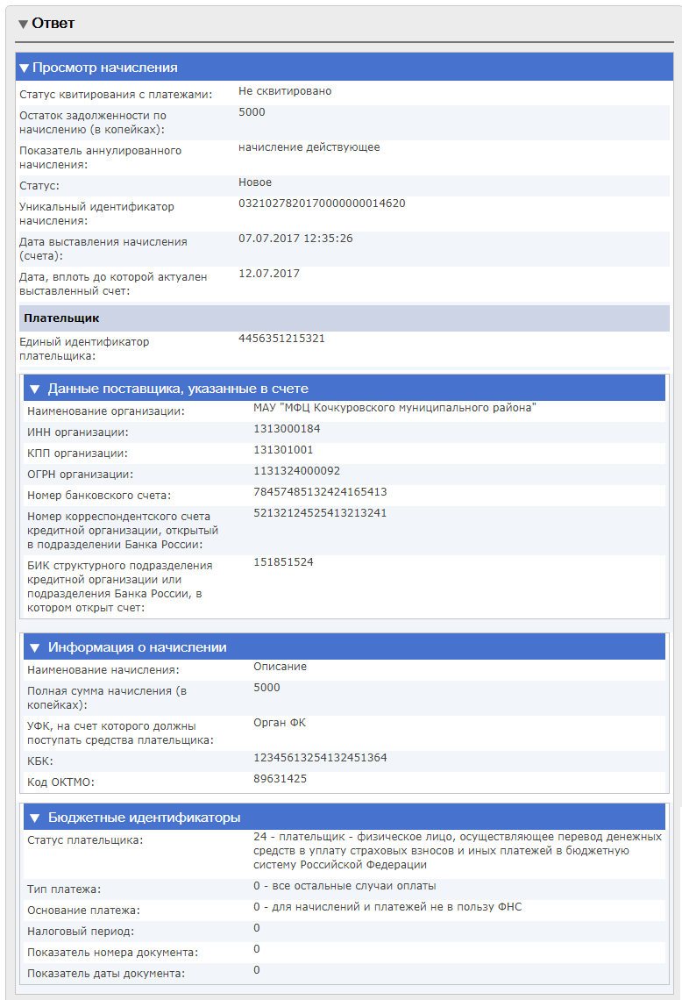 Ответ
Просмотр начисления
Статус квитирования с платежами: Не сквитировано
Остаток задолженности по 5000
начислению (в копейках):
Показатель аннулированного начисление действующее
начисления:
Статус: Новое
Уникальный идентификатор 0321027820170000000014620
начисления:
Дата выставления начисления 07.07.2017 12:35:26
(счета):
Дата, вплоть до которой актуален 12.07.2017
выставленный счет:
Плательщик
Единый идентификатор 4456351215321
плательщика:
Данные поставщика, указанные в счете
Наименование организации: МАУ "МФЦ Кочкуровского муниципального района"
ИНН организации: 1313000184
КПП организации: 131301001
ОГРН организации: 1131324000092
Номер банковского счета: 78457485132424165413
Номер корреспондентского счета 52132124525413213241
кредитной организации, открытый
в подразделении Банка России:
БИК структурного подразделения 151851524
кредитной организации или
подразделения Банка России, в
котором открыт счет:
Информация о начислении
Наименование начисления: Описание
Полная сумма начисления (в 5000
копейках):
УФК, на счет которого должны Орган ФК
поступать средства плательщика:
КБК: 12345613254132451364
Код ОКТМО: 89631425
Бюджетные идентификаторы
Статус плательщика: 24 - плательщик - физическое лицо, осуществляющее перевод денежных
средств в уплату страховых взносов и иных платежей в бюджетную
систему Российской Федерации
Тип платежа: 0 - все остальные случаи оплаты
Основание платежа: 0 - для начислений и платежей не в пользу ФНС
Налоговый период: 0
Показатель номера документа: 0
Показатель даты документа: 0